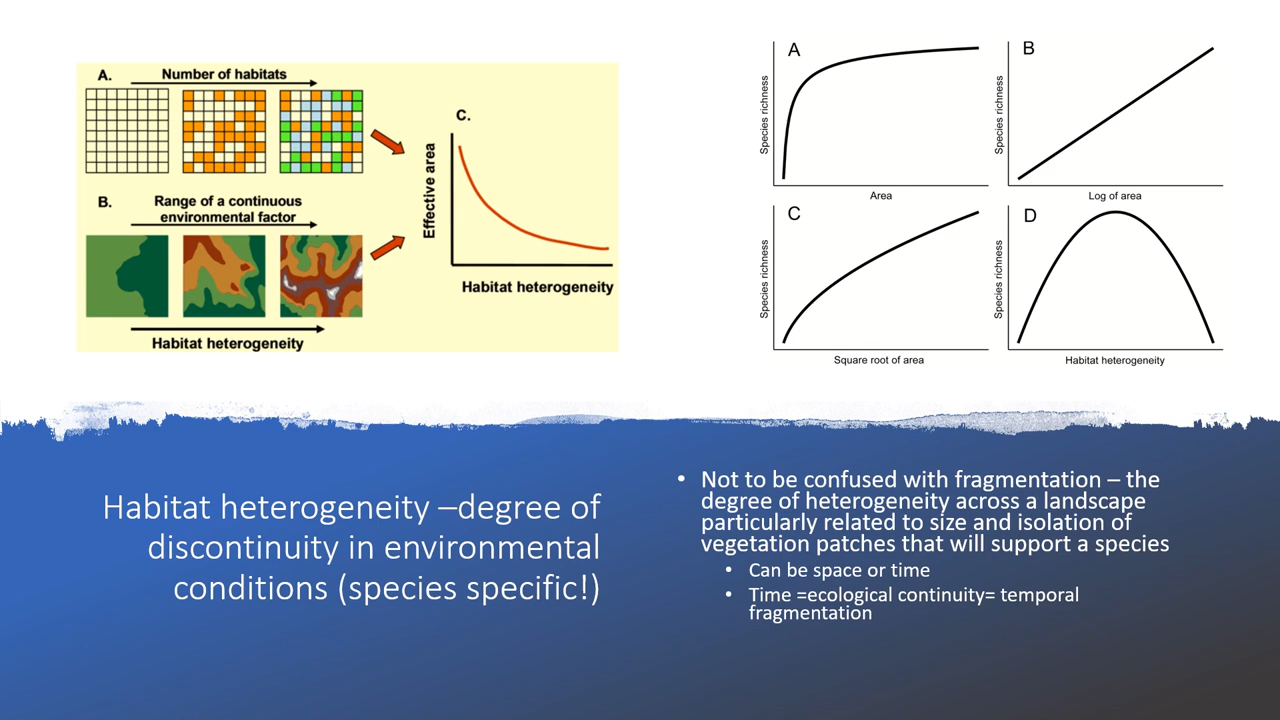 A.
Number of habitats
B.
Range of a continuous
environmental factor
Habitat heterogeneity
C.
Effective area
Habitat heterogeneity
A
Species richness
Area
B
Species richness
Log of area
C
Species richness
Square root of area
D
Species richness
Habitat heterogeneity
Habitat heterogeneity –degree of
discontinuity in environmental
conditions (species specific!)
• Not to be confused with fragmentation – the
degree of heterogeneity across a landscape
particularly related to size and isolation of
vegetation patches that will support a species
• Can be space or time
• Time =ecological continuity= temporal
fragmentation